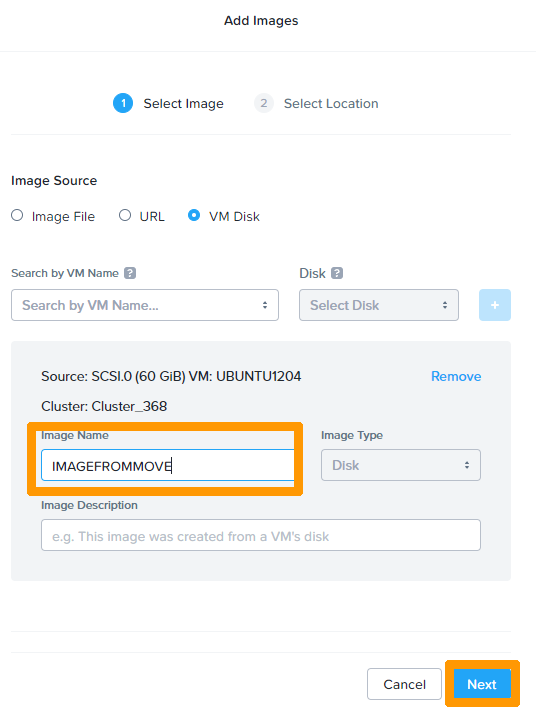 Add Images
1 Select Image 2 Select Location
Image Source
Image File URL VM Disk
Search by VM Name ? Disk ?
Search by VM Name... Select Disk +
Source: SCSI.0 (60 GiB) VM: UBUNTU1204 Remove
Cluster: Cluster_368
Image Name Image Type
IMAGEFROMMOVE Disk
Image Description
e.g. This image was created from a VM's disk
Cancel Next